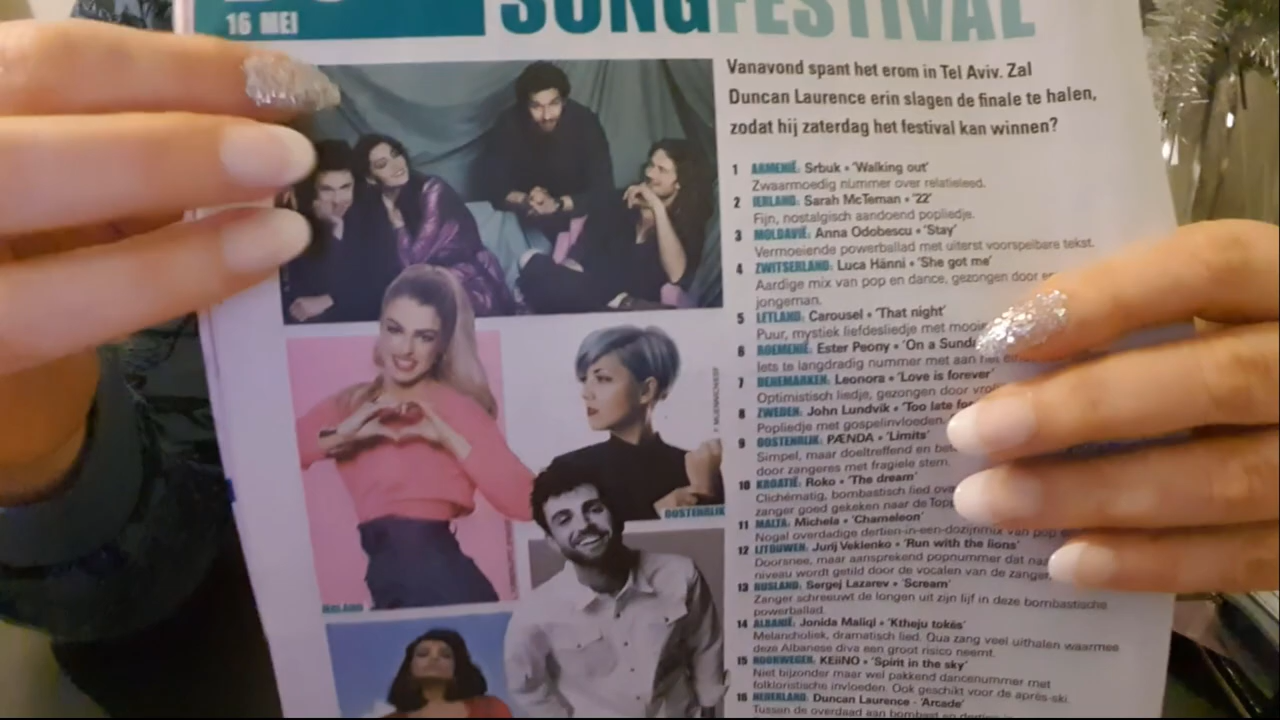 16 MEI
SONGFESTIVAL
Vanavond spant het erom in Tel Aviv. Zal
Duncan Laurence erin slagen de finale te halen,
zodat hij zaterdag het festival kan winnen?
1 ARMENIË: Srbuk • 'Walking out'
Zwaarmoedig nummer over relatieleed.
2 IERLAND: Sarah McTernan • '22'
Fijn, nostalgisch aandoend popliedje.
3 MOLDAVIË: Anna Odobescu • 'Stay'
Vermoeiende powerballad met uiterst voorspelbare tekst.
4 ZWITSERLAND: Luca Hänni • 'She got me'
Aardige mix van pop en dance, gezongen door
jongeman.
5 LETLAND: Carousel • 'That night'
Puur, mystiek liefdesliedje met
6 ROEMENIË: Ester Peony • 'On a
Iets te langdradig nummer met aan het
7 DENEMARKEN: Leonora • 'Love is forever'
Optimistisch liedje, gezongen door
8 ZWEDEN: John Lundvik • 'Too late
Popliedje met gospelinvloeden.
9 OOSTENRIJK: PÆNDA • 'Limits'
Simpel, maar doeltreffend en
door zangeres met fragiele stem.
10 KROATIË: Roko • 'The dream'
Clichématig, bombastisch lied
zanger goed gekeken naar de
11 MALTA: Michela • 'Chameleon'
Nogal overdadige dertien-in-een-dozijnmix van pop
12 LITOUWEN: Jurij Veklenko • 'Run with the lions'
Doorsnee, maar aansprekend popnummer dat
niveau wordt getild door de vocalen van de zanger.
13 RUSLAND: Sergej Lazarev • 'Scream'
Zanger schreeuwt de longen uit zijn lijf in deze bombastische
powerballad.
14 ALBANIË: Jonida Maliqi • 'Ktheju tokës'
Melancholiek, dramatisch lied. Qua zang veel uithalen waarmee
deze Albanese diva een groot risico neemt.
15 NOORWEGEN: KEiiNO • 'Spirit in the sky'
Niet bijzonder maar wel pakkend dancenummer met
folkloristische invloeden. Ook geschikt voor de après-ski.
16 NEDERLAND: Duncan Laurence - 'Arcade'
Tussen de overdaad aan bombast en
OOSTENRIJK
IERLAND